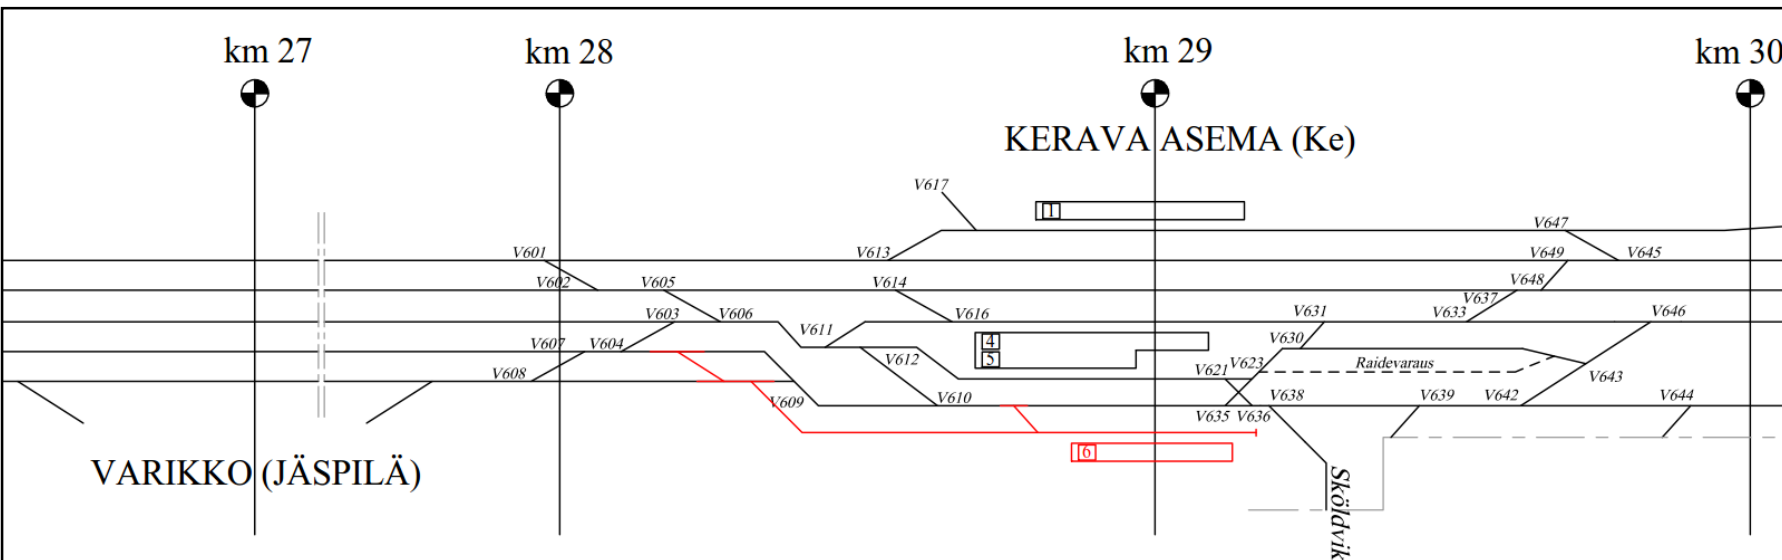 km 27
km 28
km 29
km 30
KERAVA ASEMA (Ke)
V617
1
V647
V601
V613
V649
V645
V602
V605
V614
V648
V637
V603
V606
V616
V631
V633
V646
V611
V630
4
V607
V604
V612
5
V623
Raidevaraus
V608
V621
V643
V609
V610
V638
V639
V642
V644
V635
V636
6
VARIKKO (JÄSPILÄ)
Sköldvik